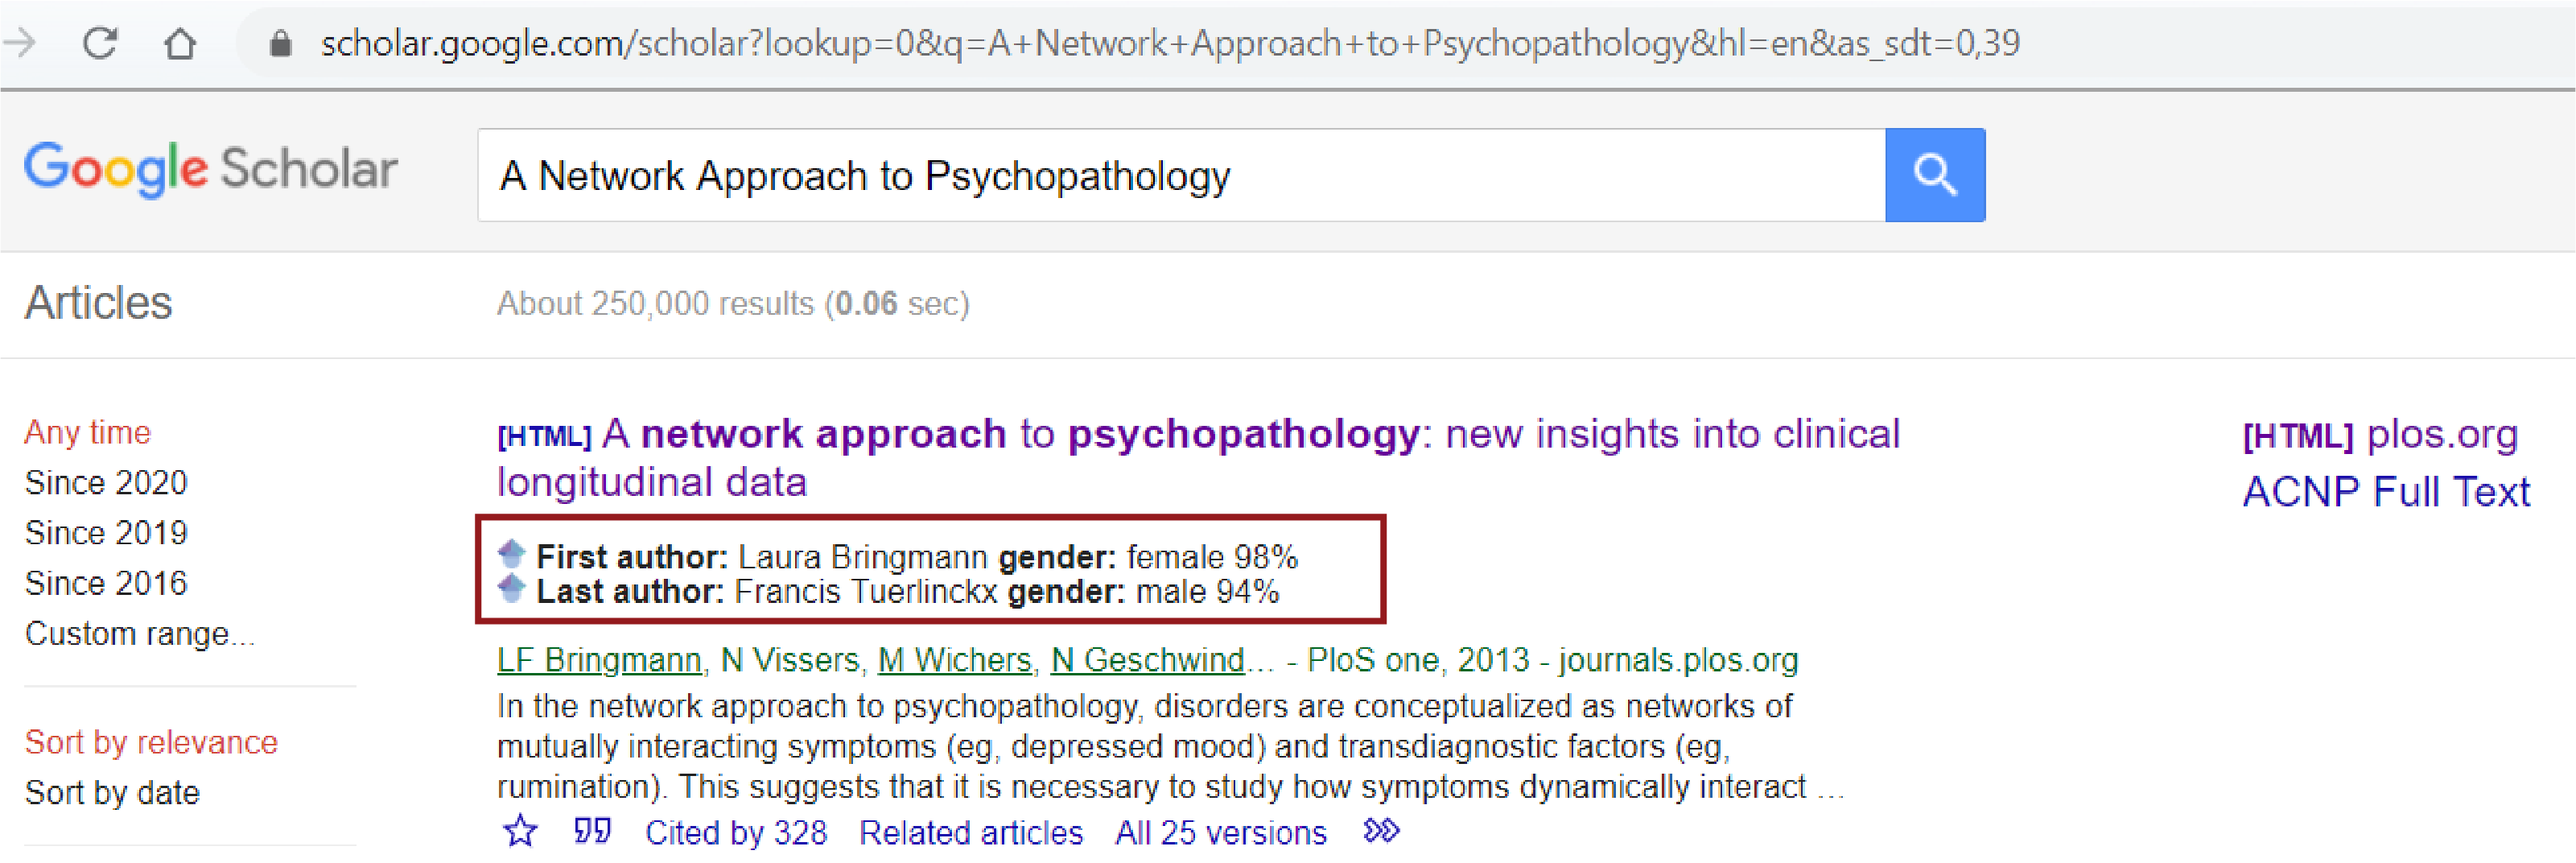 scholar.google.com/scholar?lookup=0&q=A+Network+Approach+to+Psychopathology&hl=en&as_sdt=0,39
Google Scholar
A Network Approach to Psychopathology
Articles
About 250,000 results (0.06 sec)
Any time
Since 2020
Since 2019
Since 2016
Custom range...
Sort by relevance
Sort by date
[HTML] A network approach to psychopathology: new insights into clinical
longitudinal data
First author: Laura Bringmann gender: female 98%
Last author: Francis Tuerlinckx gender: male 94%
LF Bringmann, N Vissers, M Wichers, N Geschwind... - PloS one, 2013 - journals.plos.org
In the network approach to psychopathology, disorders are conceptualized as networks of
mutually interacting symptoms (eg, depressed mood) and transdiagnostic factors (eg,
rumination). This suggests that it is necessary to study how symptoms dynamically interact ...
Cited by 328 Related articles All 25 versions
[HTML] plos.org
ACNP Full Text